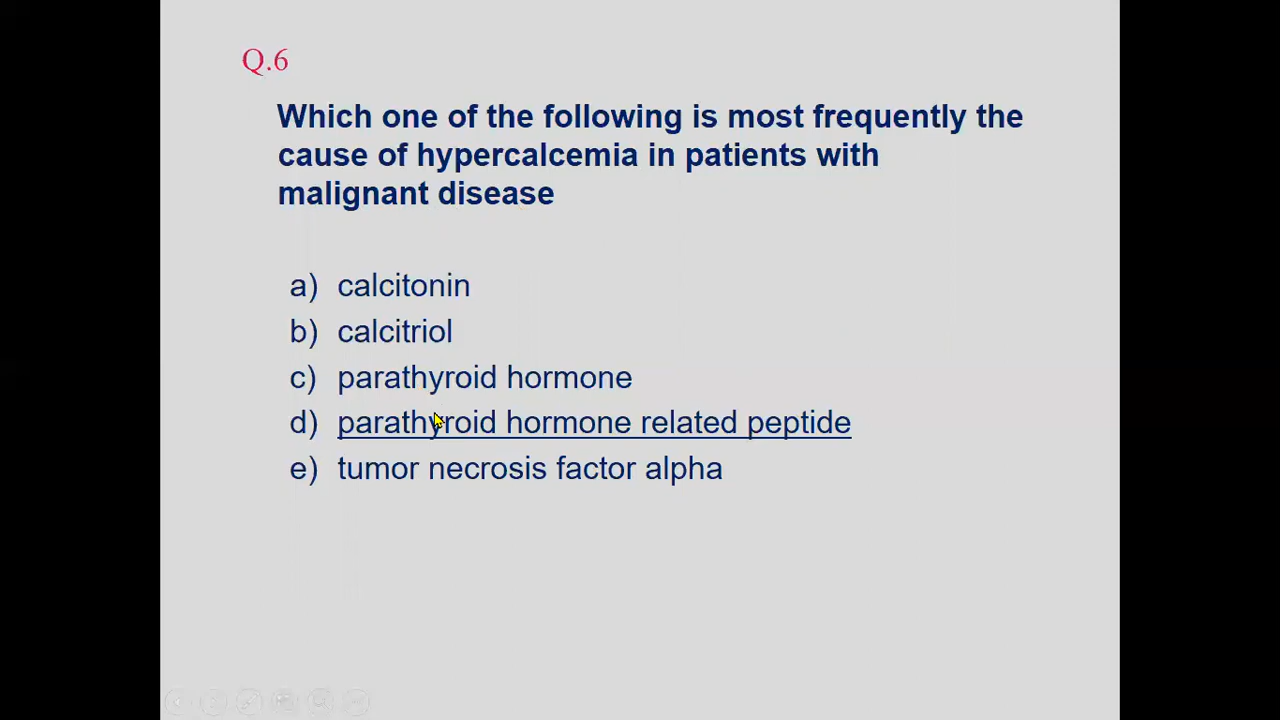 Q.6
Which one of the following is most frequently the
cause of hypercalcemia in patients with
malignant disease
a) calcitonin
b) calcitriol
c) parathyroid hormone
d) parathyroid hormone related peptide
e) tumor necrosis factor alpha